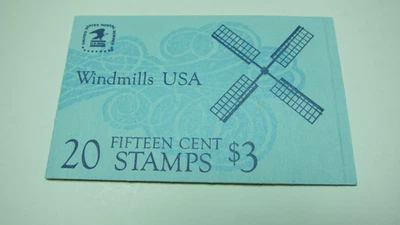 Windmills USA
20 FIFTEEN CENT STAMPS $3